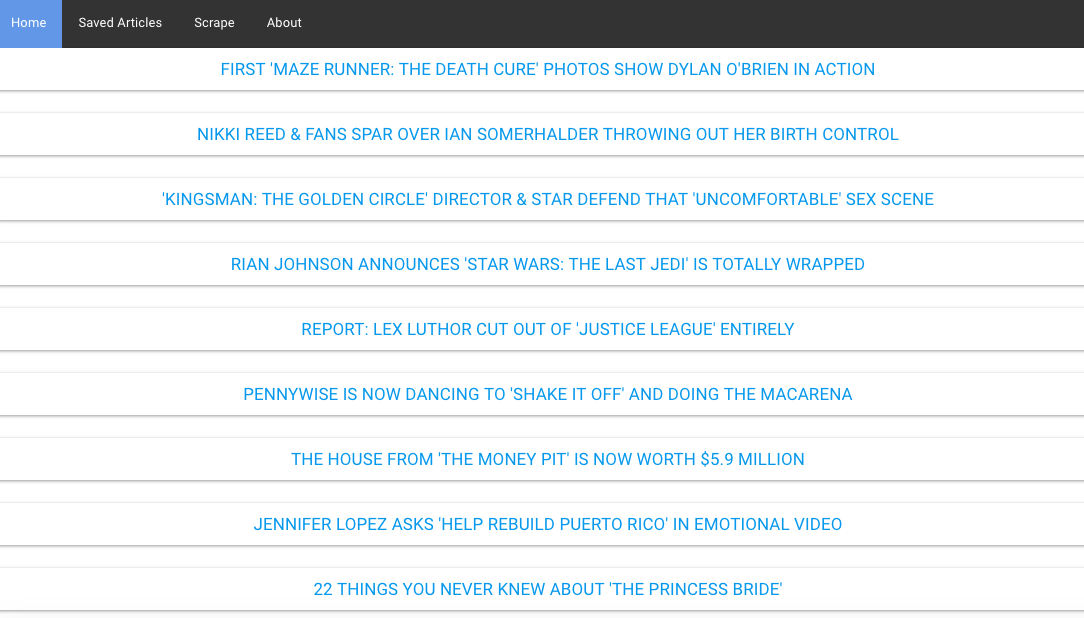 Home Saved Articles Scrape About
FIRST 'MAZE RUNNER: THE DEATH CURE' PHOTOS SHOW DYLAN O'BRIEN IN ACTION
NIKKI REED & FANS SPAR OVER IAN SOMERHALDER THROWING OUT HER BIRTH CONTROL
'KINGSMAN: THE GOLDEN CIRCLE' DIRECTOR & STAR DEFEND THAT 'UNCOMFORTABLE' SEX SCENE
RIAN JOHNSON ANNOUNCES 'STAR WARS: THE LAST JEDI' IS TOTALLY WRAPPED
REPORT: LEX LUTHOR CUT OUT OF 'JUSTICE LEAGUE' ENTIRELY
PENNYWISE IS NOW DANCING TO 'SHAKE IT OFF' AND DOING THE MACARENA
THE HOUSE FROM 'THE MONEY PIT' IS NOW WORTH $5.9 MILLION
JENNIFER LOPEZ ASKS 'HELP REBUILD PUERTO RICO' IN EMOTIONAL VIDEO
22 THINGS YOU NEVER KNEW ABOUT 'THE PRINCESS BRIDE'